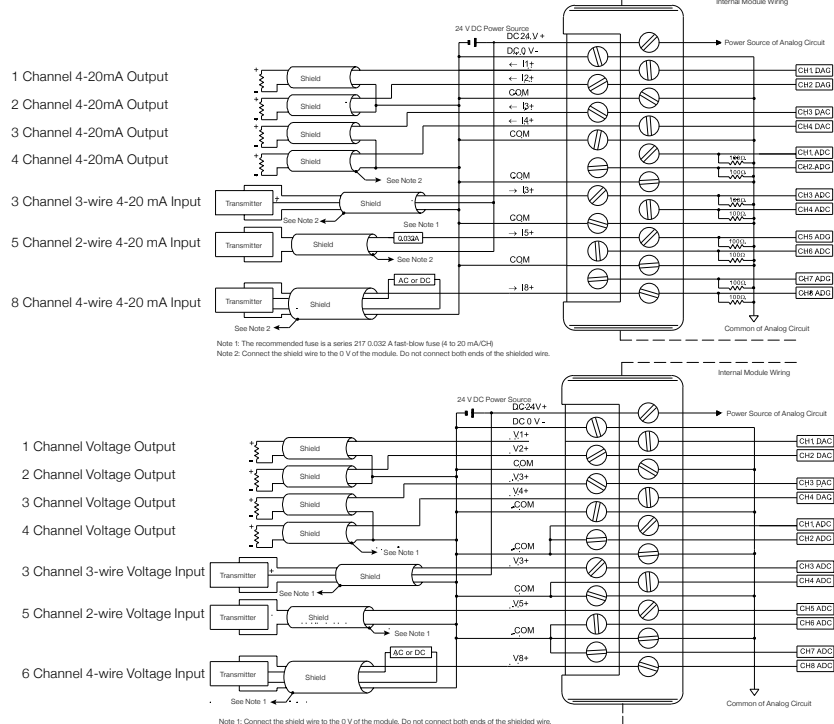 Internal Module Wiring
24 V DC Power Source
DC 24 V +
Power Source of Analog Circuit
DC 0 V -
1 Channel 4-20mA Output
Shield
← I1+
CH1 DAC
← I2+
CH2 DAC
2 Channel 4-20mA Output
Shield
COM
← I3+
CH3 DAC
3 Channel 4-20mA Output
Shield
← I4+
CH4 DAC
COM
4 Channel 4-20mA Output
Shield
CH1 ADC
100Ω
CH2 ADC
100Ω
See Note 2
COM
3 Channel 3-wire 4-20 mA Input
Transmitter
Shield
→ I3+
CH3 ADC
100Ω
CH4 ADC
100Ω
See Note 2
See Note 1
COM
5 Channel 2-wire 4-20 mA Input
Transmitter
Shield
0.032A
→ I5+
CH5 ADC
100Ω
CH6 ADC
100Ω
See Note 2
COM
AC or DC
CH7 ADC
100Ω
8 Channel 4-wire 4-20 mA Input
Transmitter
Shield
→ I8+
CH8 ADC
100Ω
See Note 2
Common of Analog Circuit
Note 1: The recommended fuse is a series 217 0.032 A fast-blow fuse (4 to 20 mA/CH)
Note 2: Connect the shield wire to the 0 V of the module. Do not connect both ends of the shielded wire.
Internal Module Wiring
24 V DC Power Source
DC24V+
Power Source of Analog Circuit
DC 0 V -
1 Channel Voltage Output
Shield
V1+
CH1 DAC
V2+
CH2 DAC
2 Channel Voltage Output
Shield
COM
V3+
CH3 DAC
3 Channel Voltage Output
Shield
V4+
CH4 DAC
COM
4 Channel Voltage Output
Shield
CH1 ADC
CH2 ADC
See Note 1
COM
3 Channel 3-wire Voltage Input
Transmitter
Shield
V3+
CH3 ADC
CH4 ADC
See Note 1
COM
5 Channel 2-wire Voltage Input
Transmitter
Shield
V5+
CH5 ADC
CH6 ADC
See Note 1
COM
AC or DC
CH7 ADC
6 Channel 4-wire Voltage Input
Transmitter
Shield
V8+
CH8 ADC
See Note 1
Common of Analog Circuit
Note 1: Connect the shield wire to the 0 V of the module. Do not connect both ends of the shielded wire.